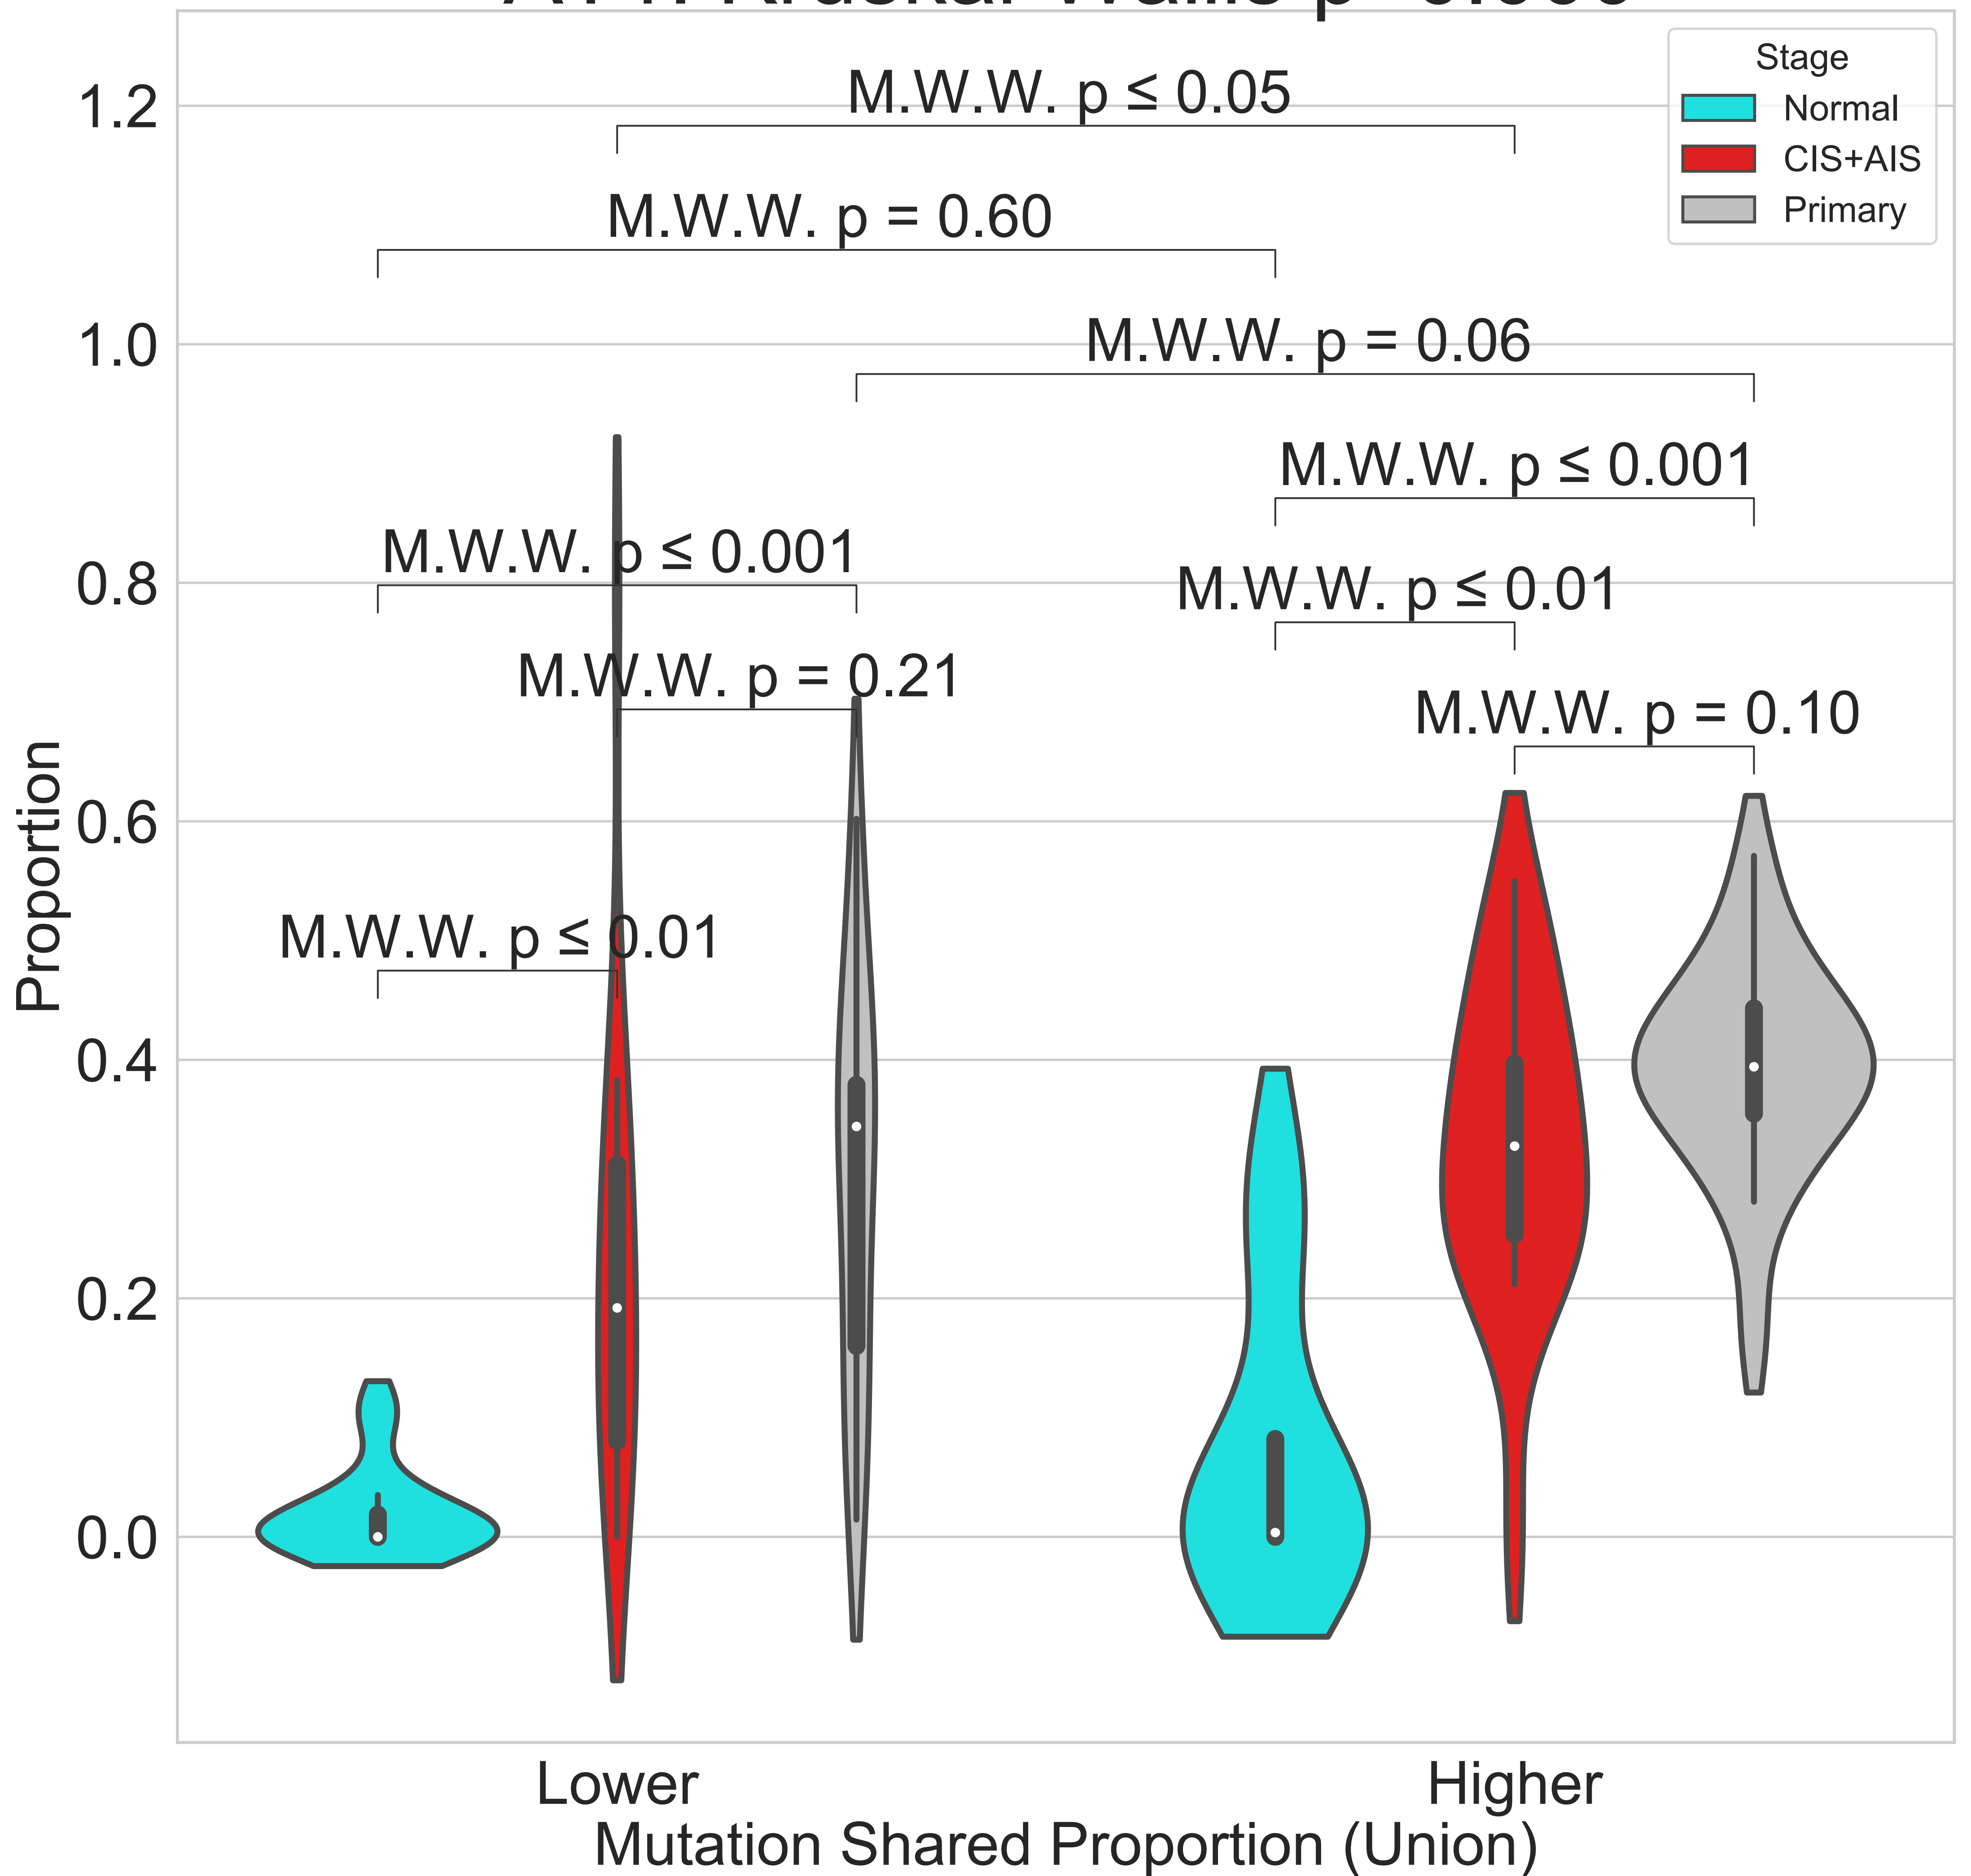 Stage
Normal
CIS+AIS
Primary
M.W.W. p ≤ 0.05
M.W.W. p = 0.60
M.W.W. p = 0.06
M.W.W. p ≤ 0.001
M.W.W. p ≤ 0.001
M.W.W. p ≤ 0.01
M.W.W. p = 0.21
M.W.W. p = 0.10
M.W.W. p ≤ 0.01
1.2
1.0
0.8
0.6
0.4
0.2
0.0
Proportion
Lower
Higher
Mutation Shared Proportion (Union)